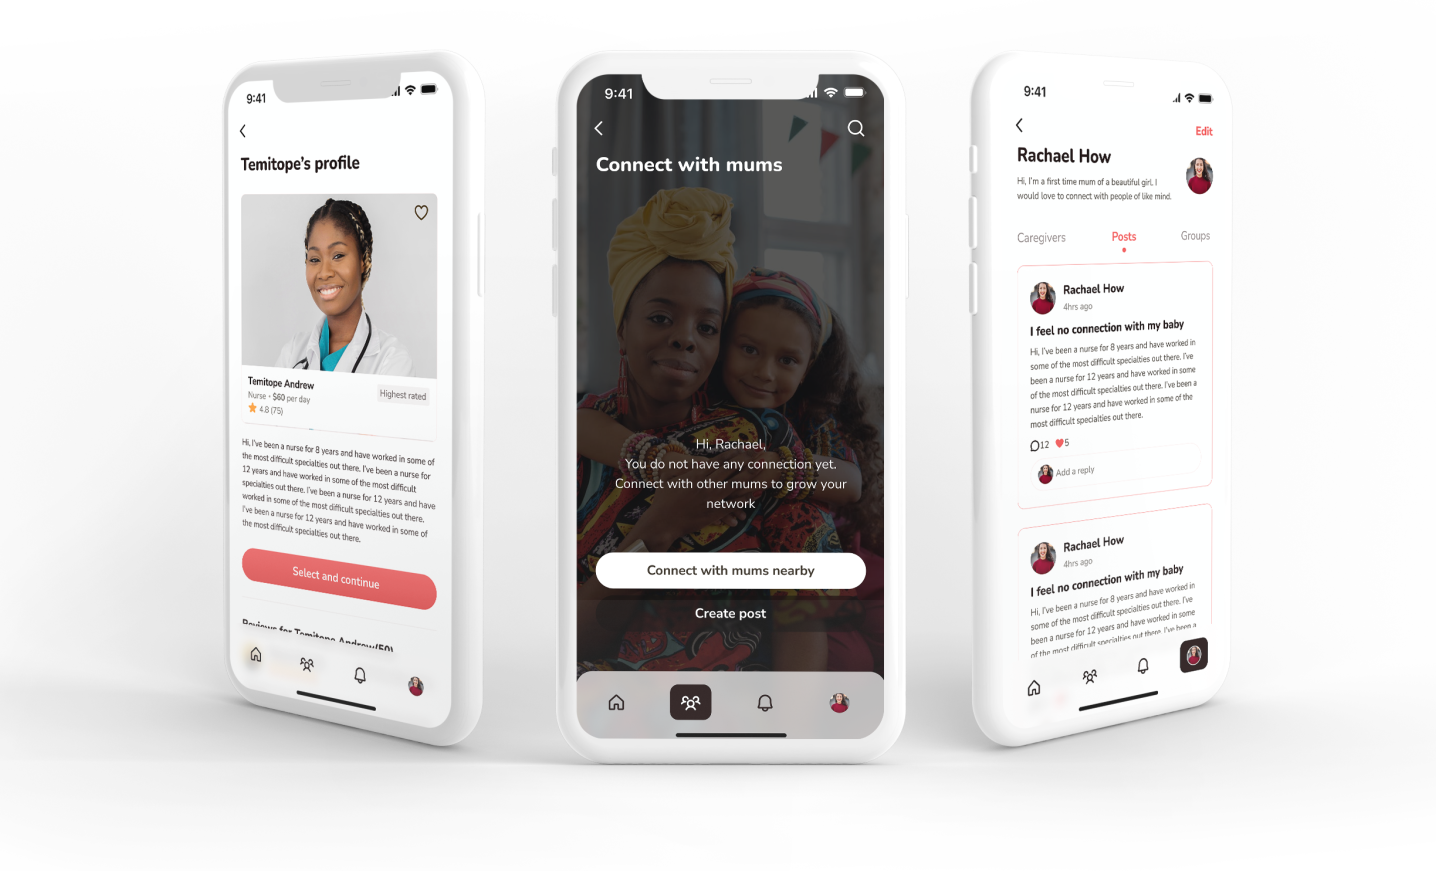 9:41
Temitope's profile
Temitope Andrew
Nurse • $60 per day
4.8 (75)
Highest rated
Hi, I've been a nurse for 8 years and have worked in some of
the most difficult specialties out there. I've been a nurse for
12 years and have worked in some of the most difficult
specialties out there. I've been a nurse for 12 years and have
worked in some of the most difficult specialties out there.
I've been a nurse for 12 years and have worked in some of
the most difficult specialties out there.
Select and continue
Reviews for Temitope Andrew(50)
9:41
Connect with mums
Hi, Rachael,
You do not have any connection yet.
Connect with other mums to grow your
network
Connect with mums nearby
Create post
9:41
Edit
Rachael How
Hi, I'm a first time mum of a beautiful girl. I
would love to connect with people of like mind.
Caregivers
Posts
Groups
Rachael How
4hrs ago
I feel no connection with my baby
Hi, I've been a nurse for 8 years and have worked in
some of the most difficult specialties out there. I've
been a nurse for 12 years and have worked in some
of the most difficult specialties out there. I've been a
nurse for 12 years and have worked in some of the
most difficult specialties out there.
12
5
Add a reply
Rachael How
4hrs ago
I feel no connection with my baby
Hi, I've been a nurse for 8 years and have worked in
some of the most difficult specialties out there. I've
been a nurse for 12 years and have worked in some
of the most difficult specialties out there. I've been a